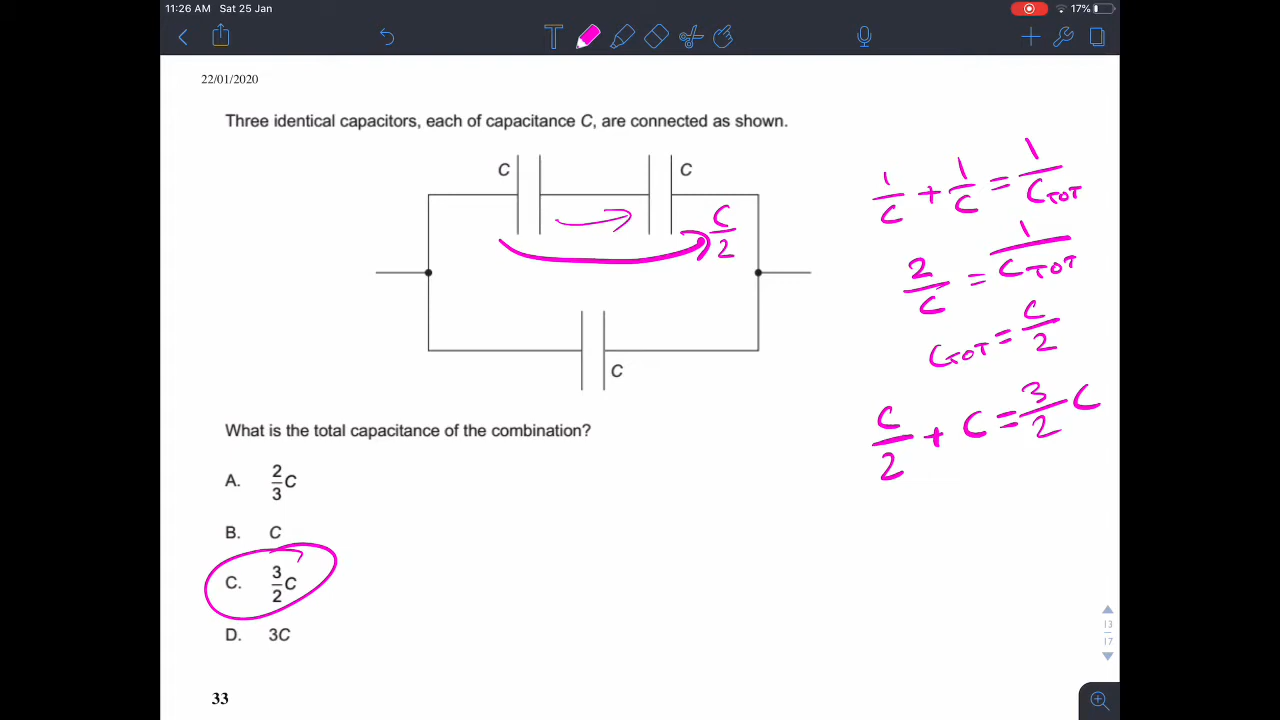 11:26 AM Sat 25 Jan
17%
T
22/01/2020
Three identical capacitors, each of capacitance C, are connected as shown.
C
C
C/2
C
1/C + 1/C = 1/CTOT
2/C = 1/CTOT
CTOT = C/2
C/2 + C = 3/2 C
What is the total capacitance of the combination?
A. 2/3 C
B. C
C. 3/2 C
D. 3C
13
17
33